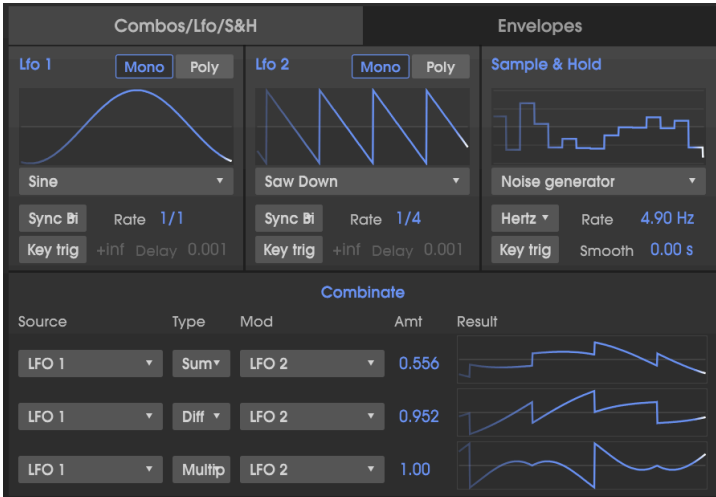 Combos/Lfo/S&H Envelopes
Lfo 1 Mono Poly Lfo 2 Mono Poly Sample & Hold
Sine Saw Down Noise generator
Sync Bi Rate 1/1 Sync Bi Rate 1/4 Hertz Rate 4.90 Hz
Key trig +inf Delay 0.001 Key trig +inf Delay 0.001 Key trig Smooth 0.00 s
Combinate
Source Type Mod Amt Result
LFO 1 Sum LFO 2 0.556
LFO 1 Diff LFO 2 0.952
LFO 1 Multip LFO 2 1.00